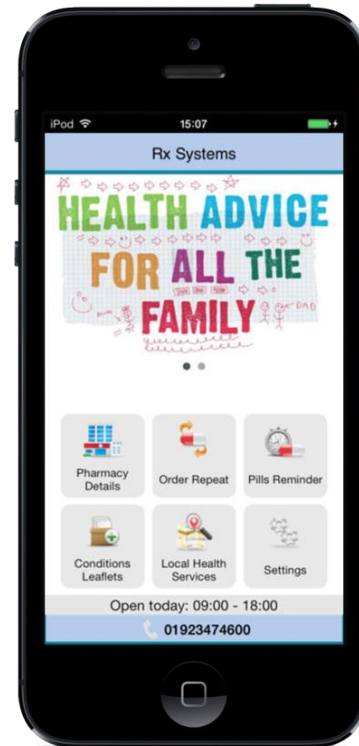 iPod 15:07
Rx Systems
HEALTH ADVICE
FOR ALL THE
FAMILY
DAD
Pharmacy
Details
Order Repeat
Pills Reminder
Conditions
Leaflets
Local Health
Services
Settings
Open today: 09:00 - 18:00
01923474600